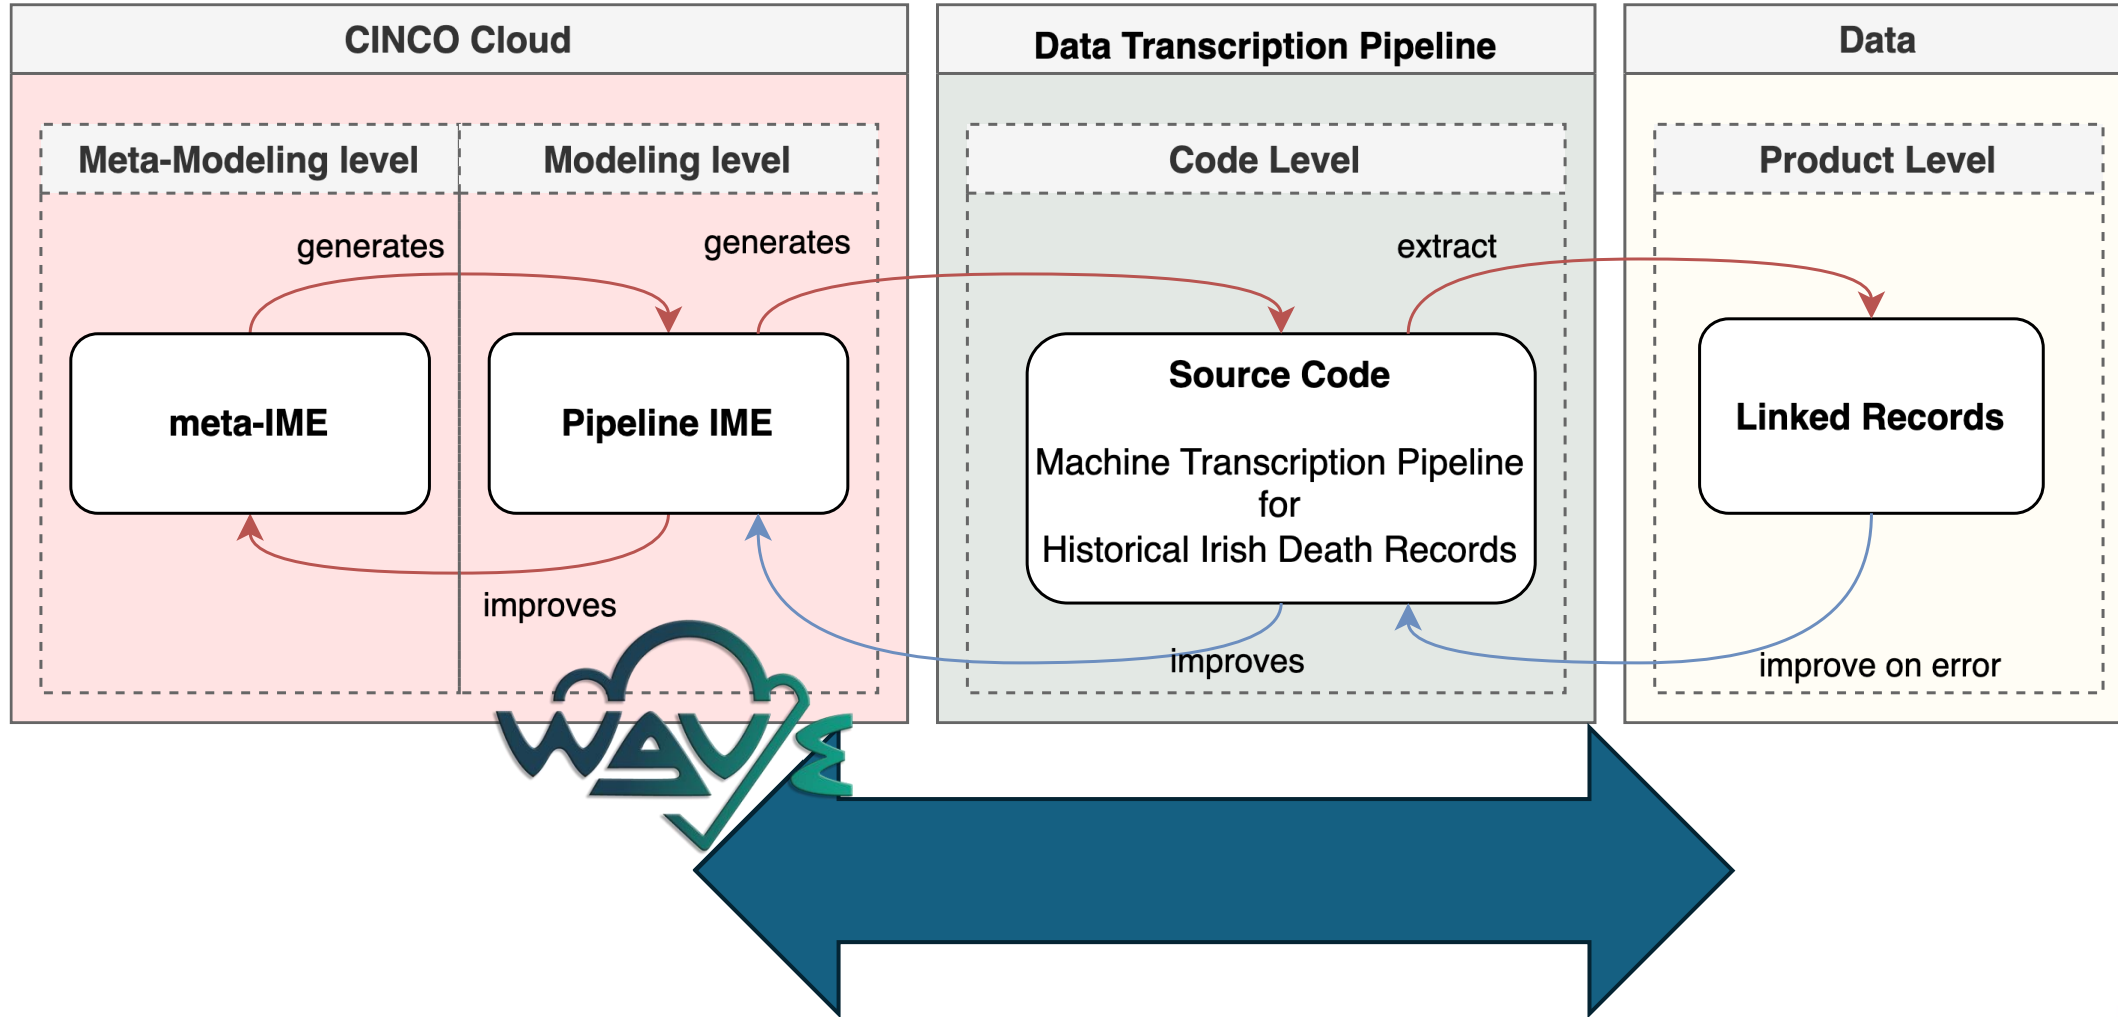 CINCO Cloud
Data Transcription Pipeline
Data
Meta-Modeling level
Modeling level
Code Level
Product Level
generates
generates
extract
meta-IME
Pipeline IME
Source Code
Machine Transcription Pipeline
for
Historical Irish Death Records
Linked Records
improves
improves
improve on error
WAVE